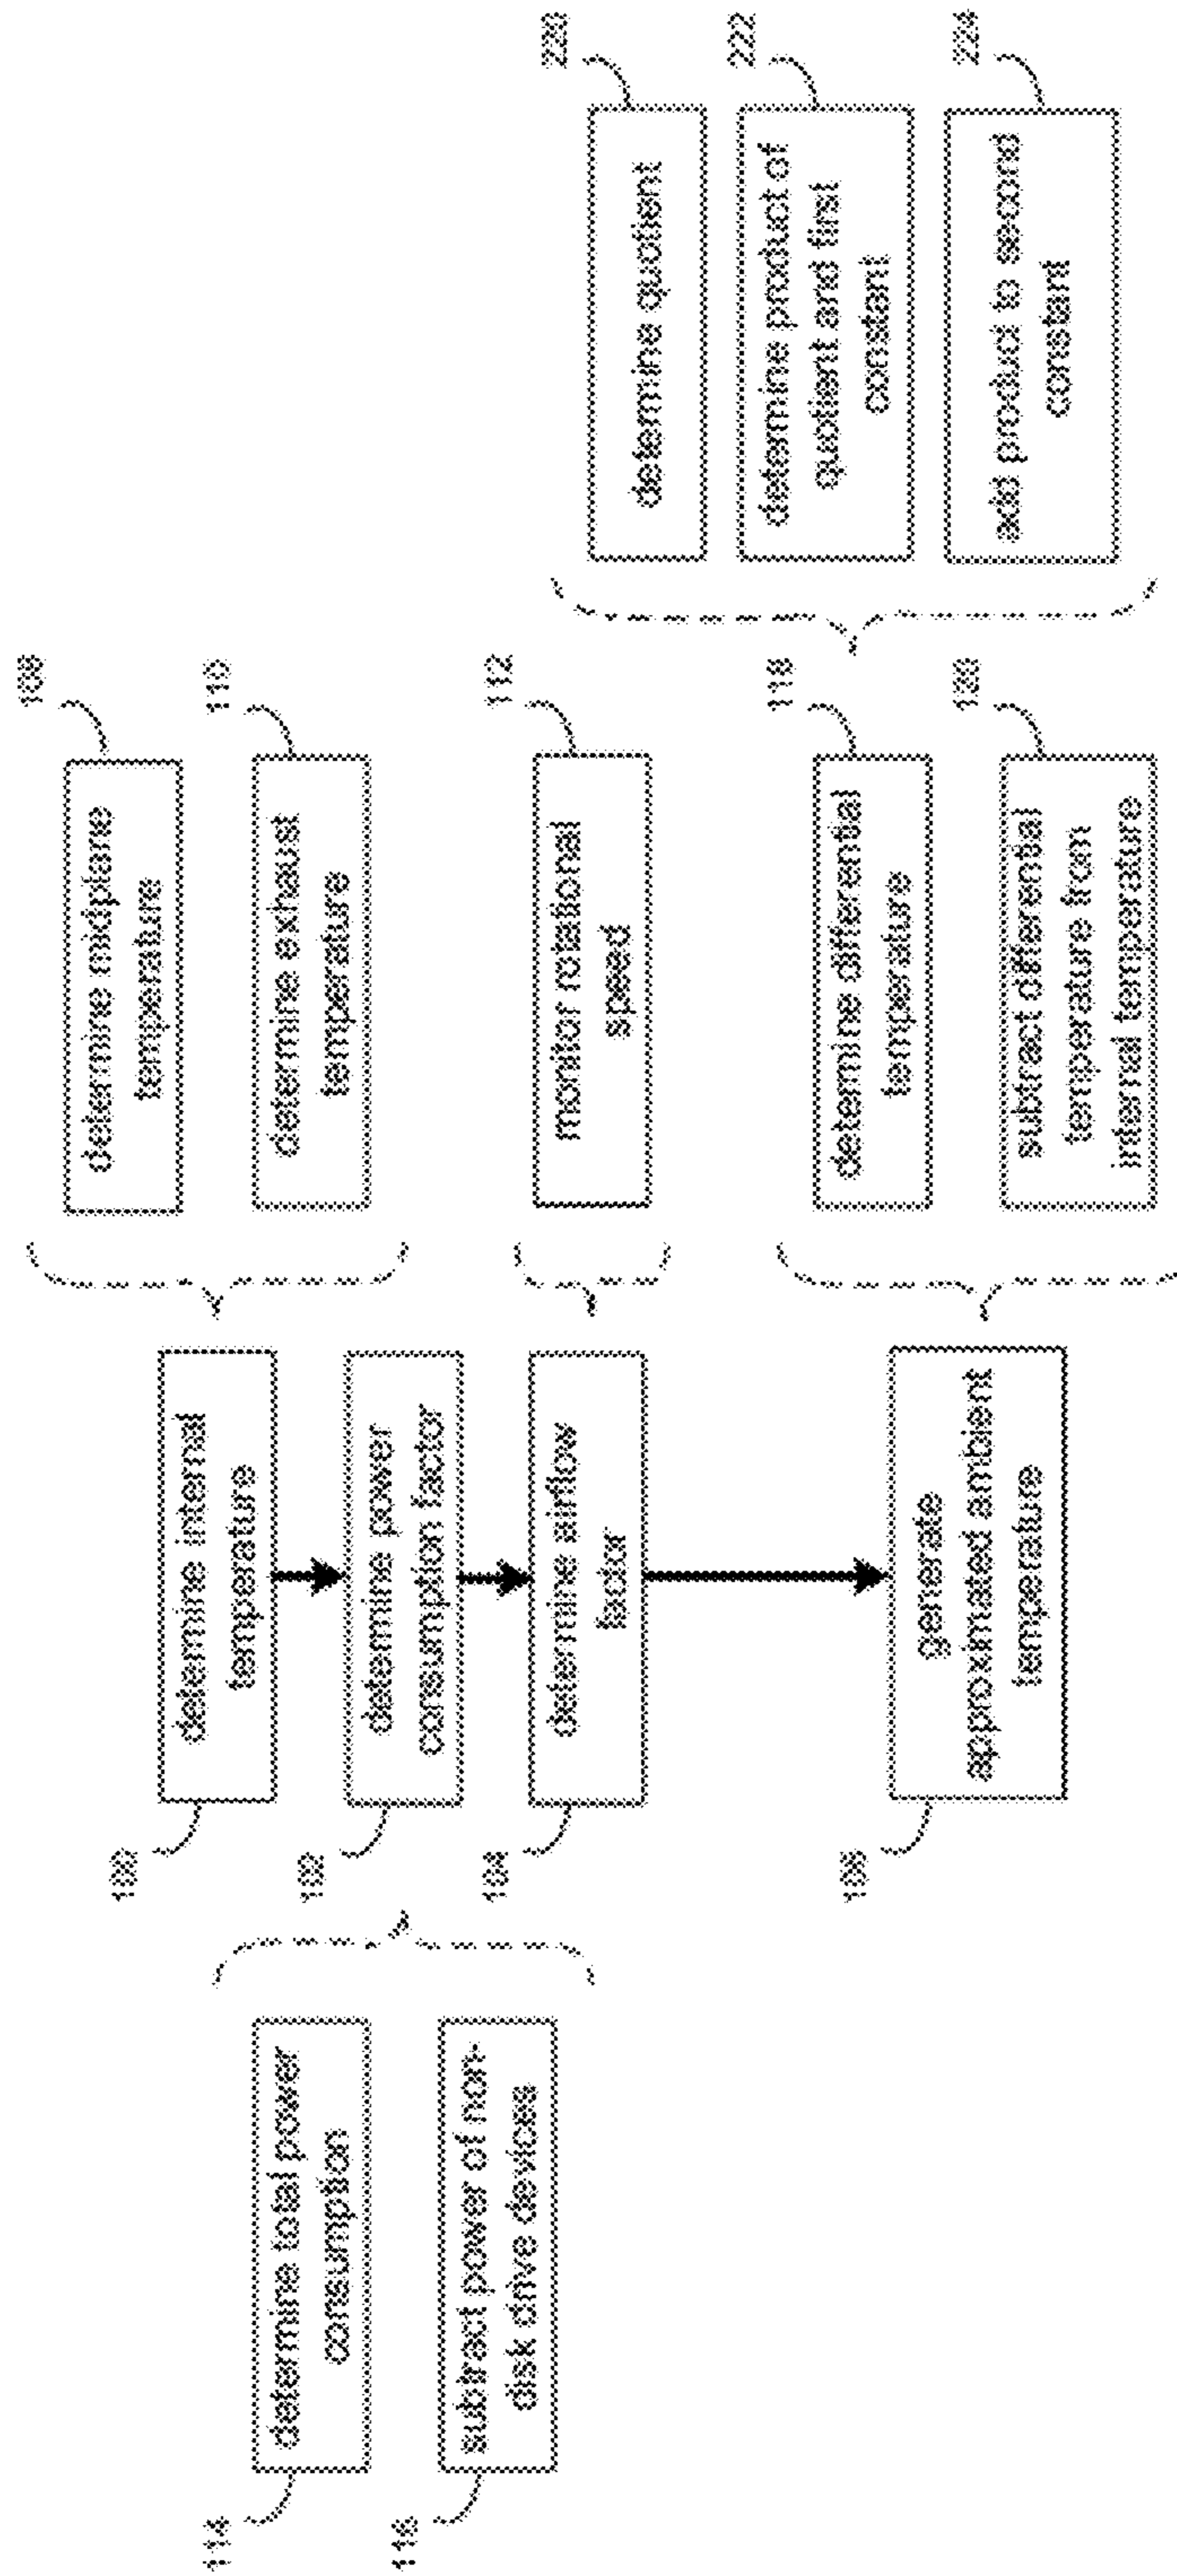 114
determine total power
consumption
116
subtract power of non-
disk drive devices
100
determine internal
temperature
102
determine power
consumption factor
104
determine airflow
factor
106
generate
approximated ambient
temperature
108
determine midplane
temperature
110
determine exhaust
temperature
112
monitor rotational
speed
118
determine differential
temperature
120
subtract differential
temperature from
internal temperature
220
determine quotient
222
determine product of
quotient and first
constant
224
add product to second
constant